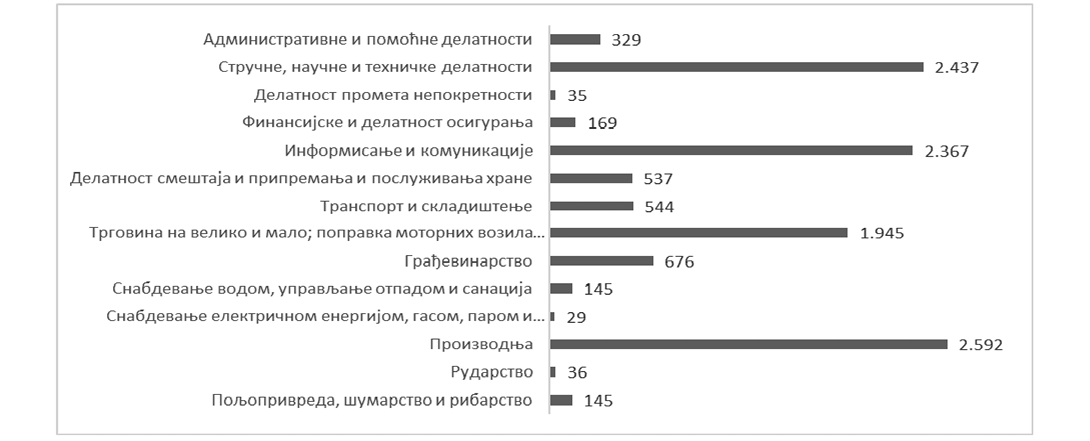 Административне и помоћне делатности 329
Стручне, научне и техничке делатности 2.437
Делатност промета непокретности 35
Финансијске и делатност осигурања 169
Информисање и комуникације 2.367
Делатност смештаја и припремања и послуживања хране 537
Транспорт и складиштење 544
Трговина на велико и мало; поправка моторних возила... 1.945
Грађевинарство 676
Снабдевање водом, управљање отпадом и санација 145
Снабдевање електричном енергијом, гасом, паром и... 29
Производња 2.592
Рударство 36
Пољопривреда, шумарство и рибарство 145